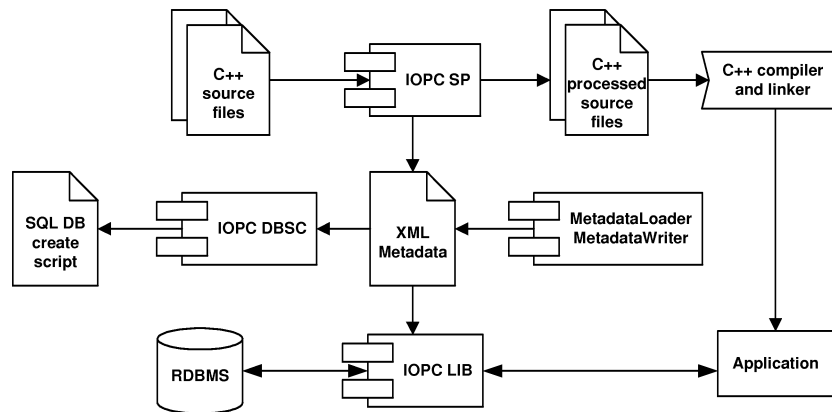 C++
source
files
IOPC SP
C++
processed
source
files
C++ compiler
and linker
SQL DB
create
script
IOPC DBSC
XML
Metadata
MetadataLoader
MetadataWriter
RDBMS
IOPC LIB
Application